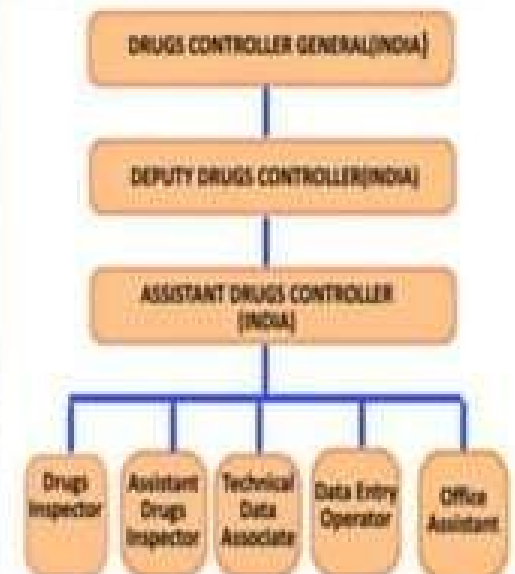 DRUGS CONTROLLER GENERAL(INDIA)
DEPUTY DRUGS CONTROLLER(INDIA)
ASSISTANT DRUGS CONTROLLER
(INDIA)
Drugs
Inspector
Assistant
Drugs
Inspector
Technical
Data
Associate
Data Entry
Operator
Office
Assistant